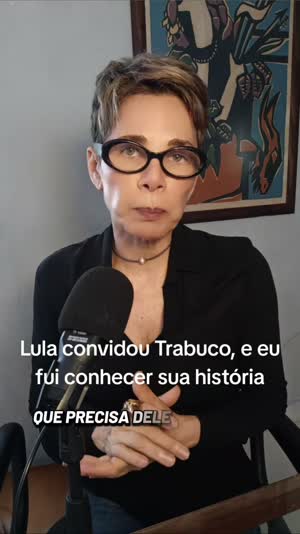 Lula convidou Trabuco, e eu
fui conhecer sua história
QUE PRECISA DELE